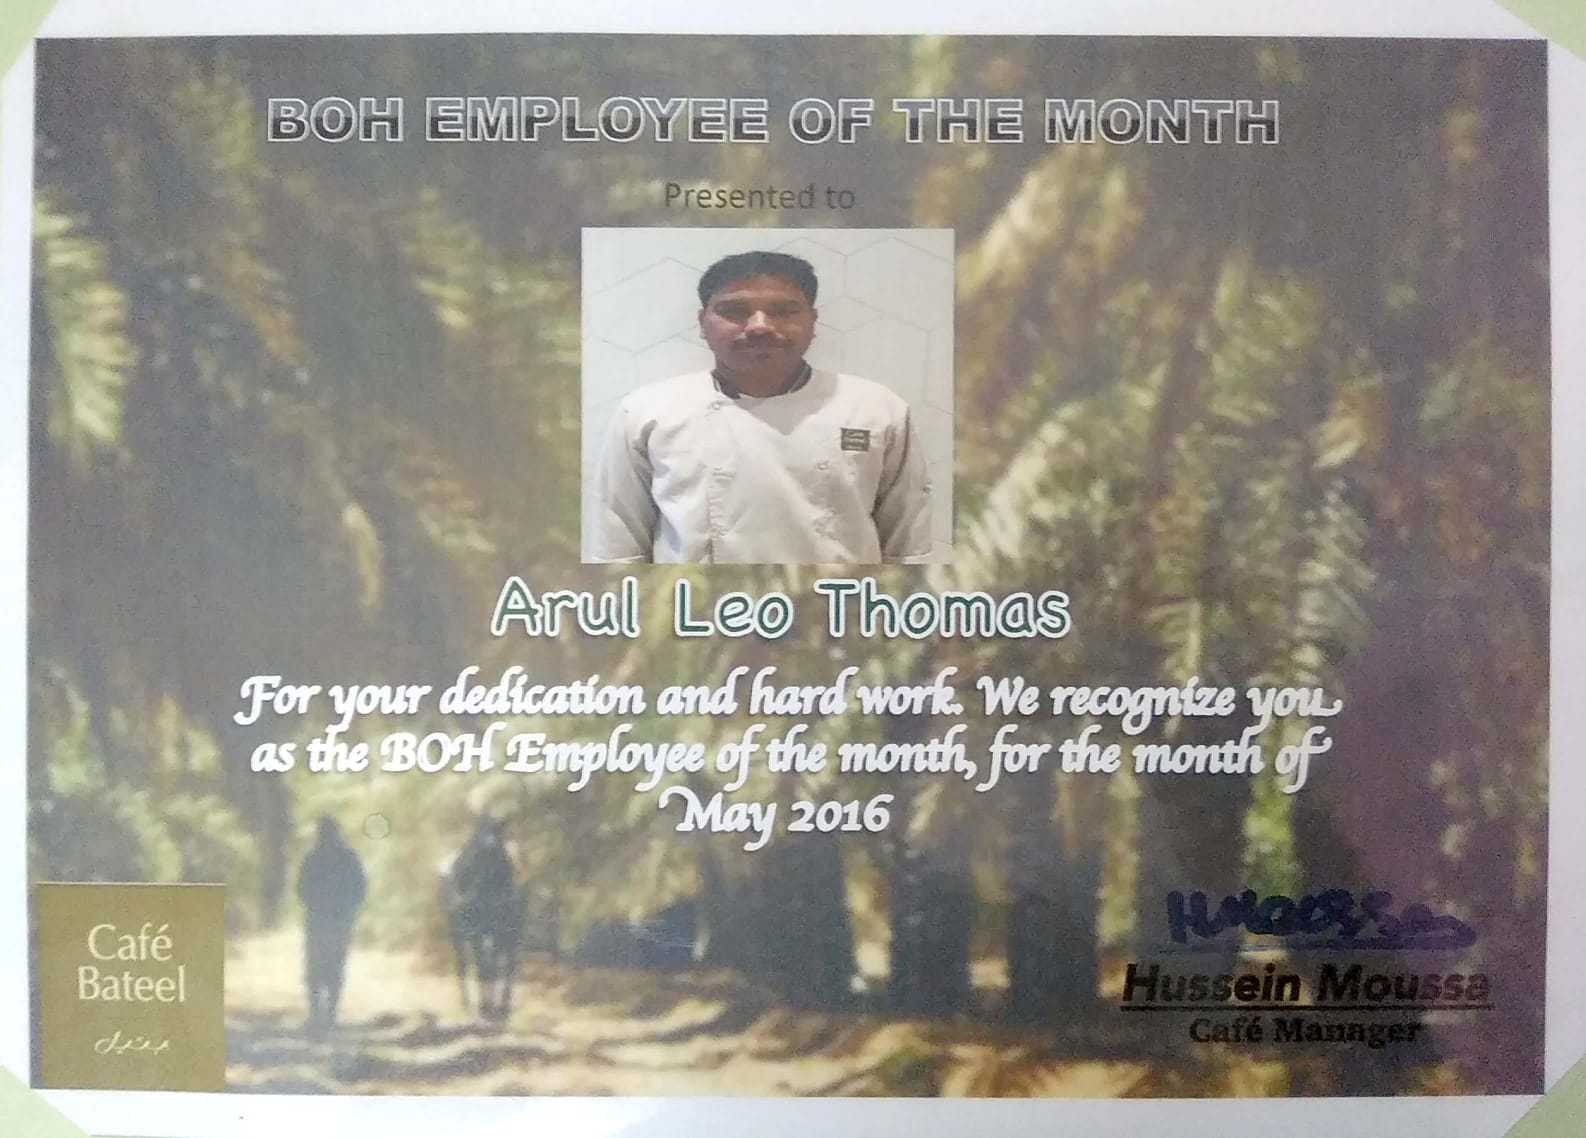 BOH EMPLOYEE OF THE MONTH
Presented to
Arul Leo Thomas
For your dedication and hard work. We recognize you
as the BOH Employee of the month, for the month of
May 2016
Café
Bateel
بتيل
Hussein Moussa
Café Manager